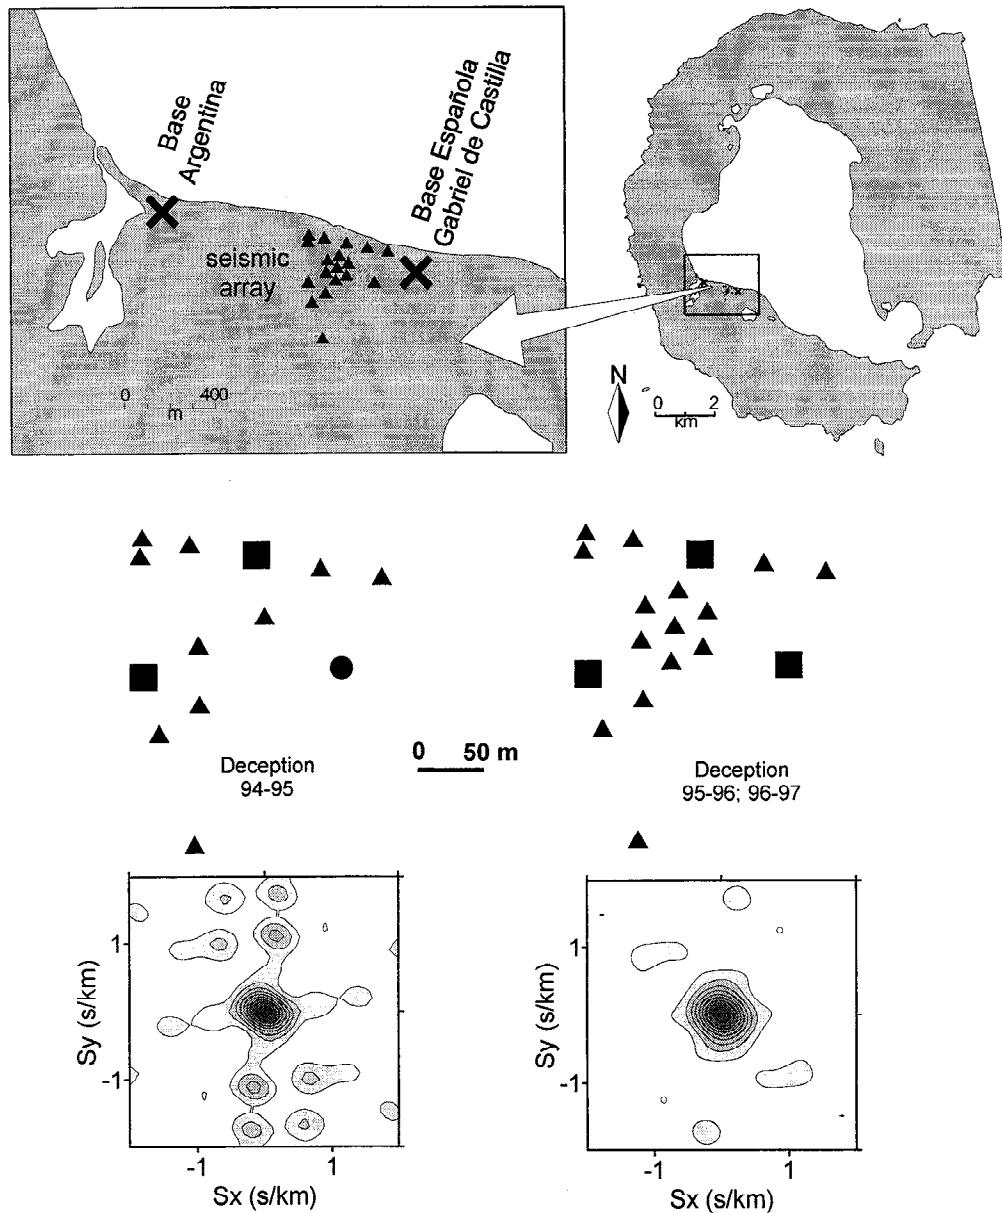 Base
Argentina
Base Española
Gabriel de Castilla
seismic
array
0 400
m
N
0 2
km
0 50 m
Deception
94-95
Deception
95-96; 96-97
1
-1
Sy (s/km)
-1 1
Sx (s/km)
1
-1
Sy (s/km)
-1 1
Sx (s/km)